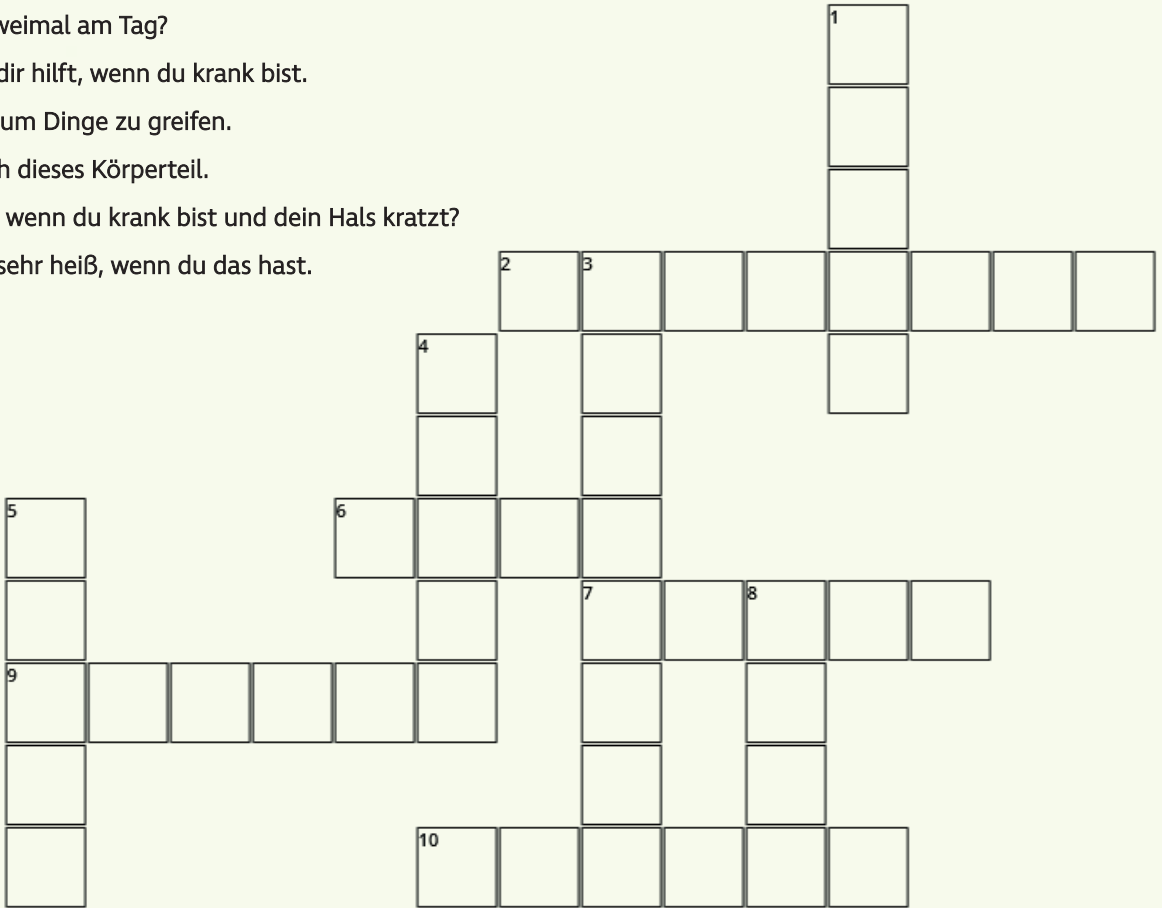 weimal am Tag?
dir hilft, wenn du krank bist.
um Dinge zu greifen.
h dieses Körperteil.
wenn du krank bist und dein Hals kratzt?
sehr heiß, wenn du das hast.
1
2 3
4
5 6
7 8
9
10